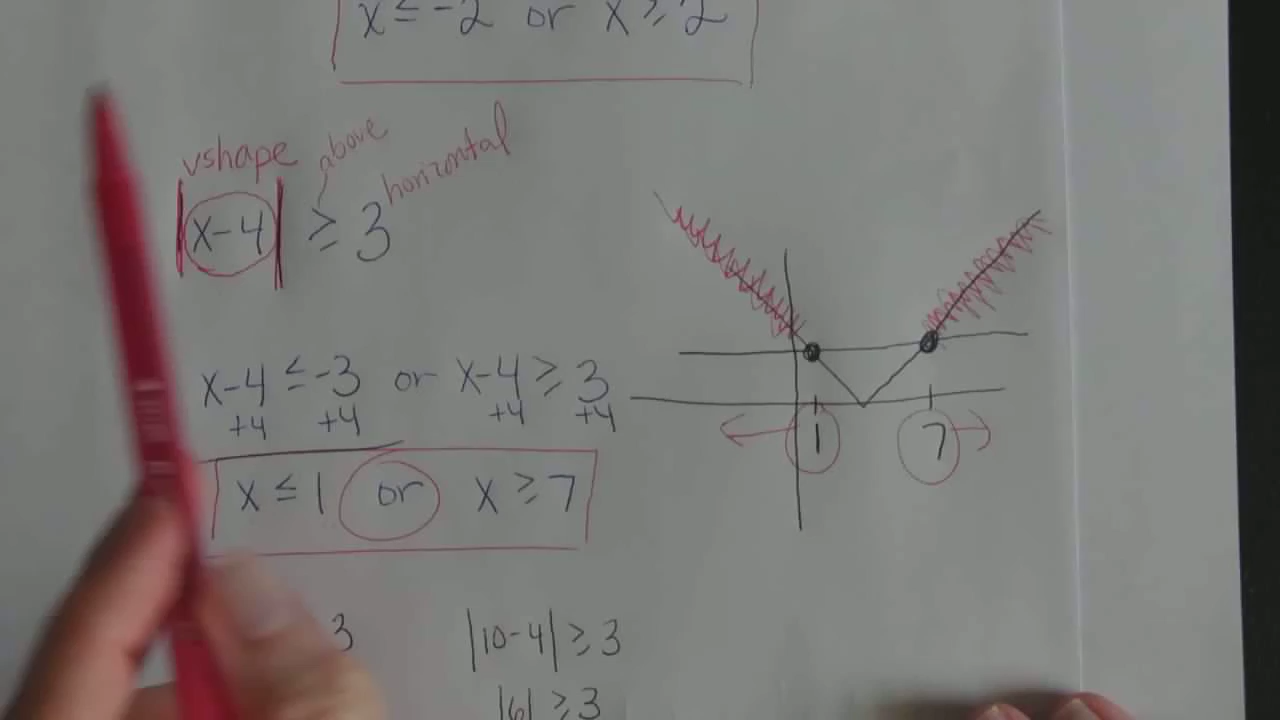 x ≤ -2 or x ≥ 2
vshape above horizontal
|x-4| ≥ 3
x-4 ≤ -3 or x-4 ≥ 3
+4 +4 +4 +4
x ≤ 1 or x ≥ 7
1 7
3 |10-4| ≥ 3
|6| ≥ 3